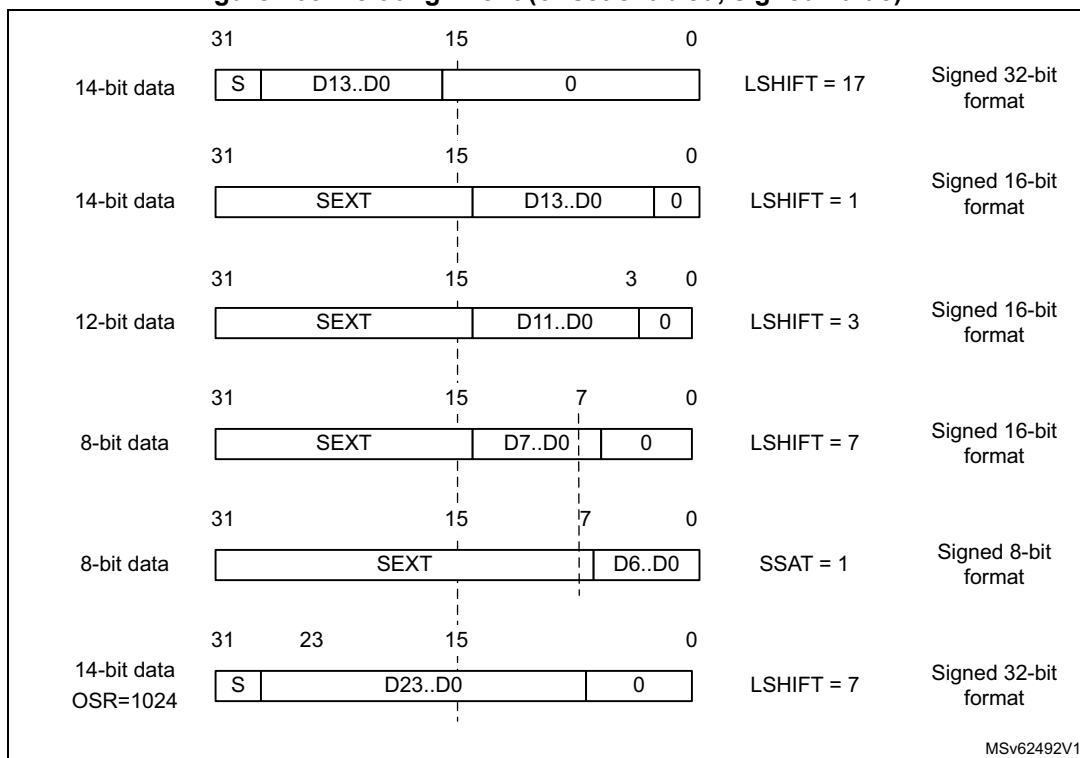 Figure (offset enabled, signed value)
31 15 0
14-bit data S D13..D0 0 LSHIFT = 17 Signed 32-bit
format
31 15 0
14-bit data SEXT D13..D0 0 LSHIFT = 1 Signed 16-bit
format
31 15 3 0
12-bit data SEXT D11..D0 0 LSHIFT = 3 Signed 16-bit
format
31 15 7 0
8-bit data SEXT D7..D0 0 LSHIFT = 7 Signed 16-bit
format
31 15 7 0
8-bit data SEXT D6..D0 SSAT = 1 Signed 8-bit
format
31 23 15 0
14-bit data
OSR=1024 S D23..D0 0 LSHIFT = 7 Signed 32-bit
format
MSv62492V1